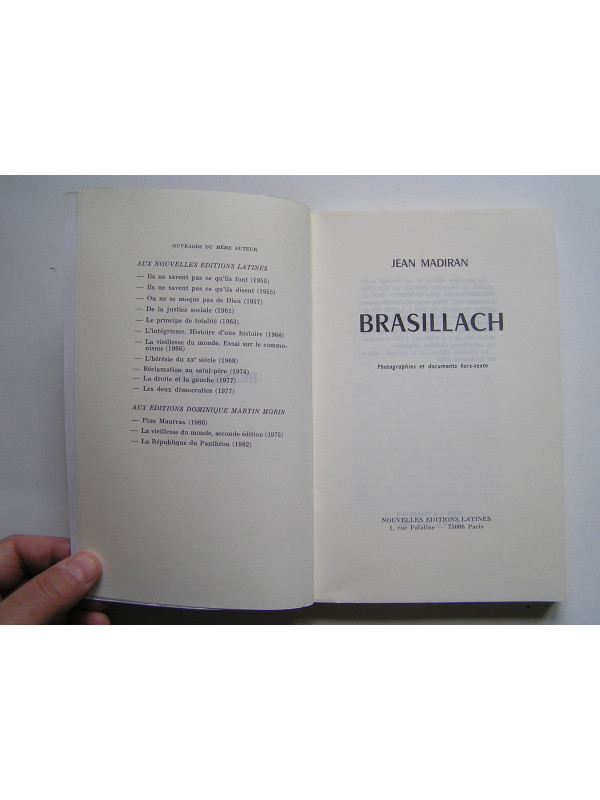 OUVRAGES DU MÊME AUTEUR
AUX NOUVELLES EDITIONS LATINES
— Ils ne savent pas ce qu'ils font (1955)
— Ils ne savent pas ce qu'ils disent (1955)
— On ne se moque pas de Dieu (1957)
— De la justice sociale (1961)
— Le principe de totalité (1963)
— L'intégrisme. Histoire d'une histoire (1964)
— La vieillesse du monde. Essai sur le commu-
nisme (1966)
— L'hérésie du XXe siècle (1968)
— Réclamation au saint-père (1974)
— La droite et la gauche (1977)
— Les deux démocraties (1977)
AUX EDITIONS DOMINIQUE MARTIN MORIN
— Pius Maurras (1966)
— La vieillesse du monde, seconde édition (1975)
— La République du Panthéon (1982)
JEAN MADIRAN
BRASILLACH
Photographies et documents hors-texte
NOUVELLES EDITIONS LATINES
1, rue Palatine — 75006 Paris